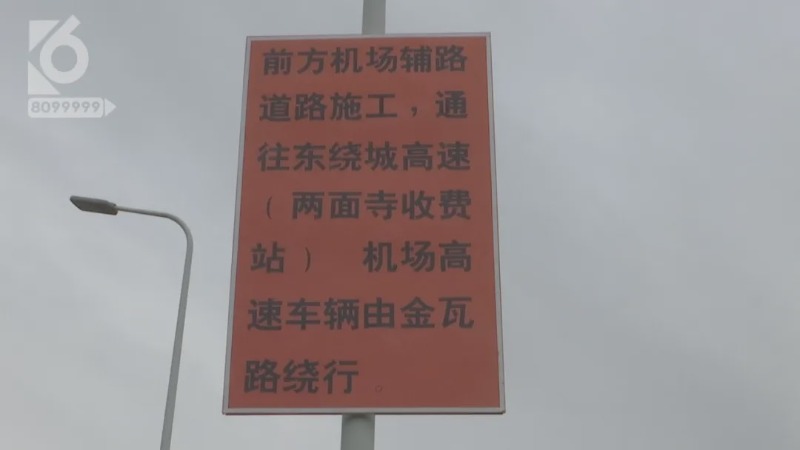 K6
8099999
前方机场辅路
道路施工，通
往东绕城高速
（两面寺收费
站） 机场高
速车辆由金瓦
路绕行。